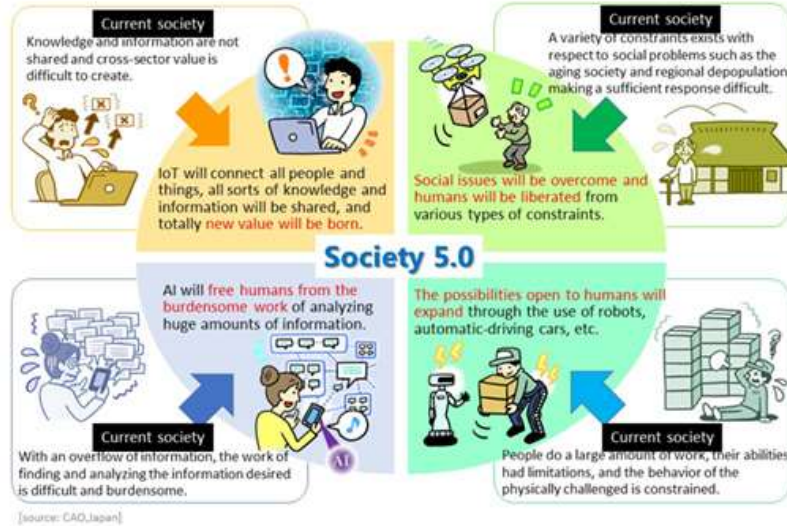 Current society
Knowledge and information are not
shared and cross-sector value is
difficult to create.
IoT will connect all people and
things, all sorts of knowledge and
information will be shared, and
totally new value will be born.
Current society
A variety of constraints exists with
respect to social problems such as the
aging society and regional depopulation
making a sufficient response difficult.
Social issues will be overcome and
humans will be liberated from
various types of constraints.
Society 5.0
AI will free humans from the
burdensome work of analyzing
huge amounts of information.
AI
Current society
With an overflow of information, the work of
finding and analyzing the information desired
is difficult and burdensome.
The possibilities open to humans will
expand through the use of robots,
automatic-driving cars, etc.
Current society
People do a large amount of work, their abilities
had limitations, and the behavior of the
physically challenged is constrained.
[source: CAO,Japan]